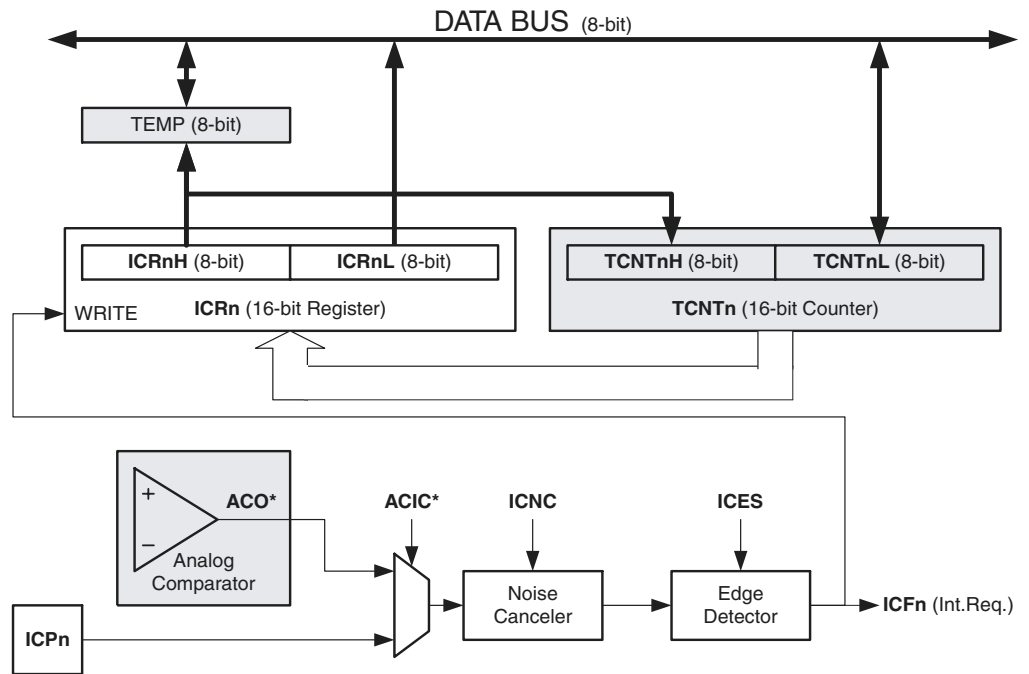 DATA BUS (8-bit)
TEMP (8-bit)
ICRnH (8-bit)
ICRnL (8-bit)
TCNTnH (8-bit)
TCNTnL (8-bit)
WRITE
ICRn (16-bit Register)
TCNTn (16-bit Counter)
+
−
ACO*
Analog
Comparator
ACIC*
ICNC
ICES
Noise
Canceler
Edge
Detector
ICFn (Int.Req.)
ICPn